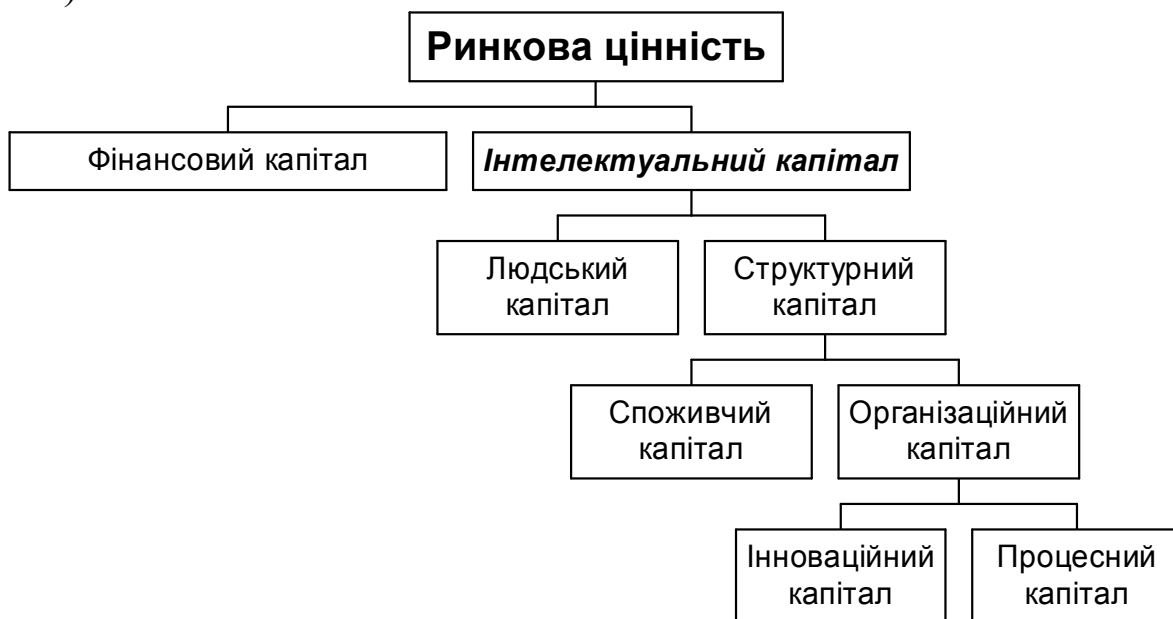 )
Ринкова цінність
Фінансовий капітал
Інтелектуальний капітал
Людський
капітал
Структурний
капітал
Споживчий
капітал
Організаційний
капітал
Інноваційний
капітал
Процесний
капітал